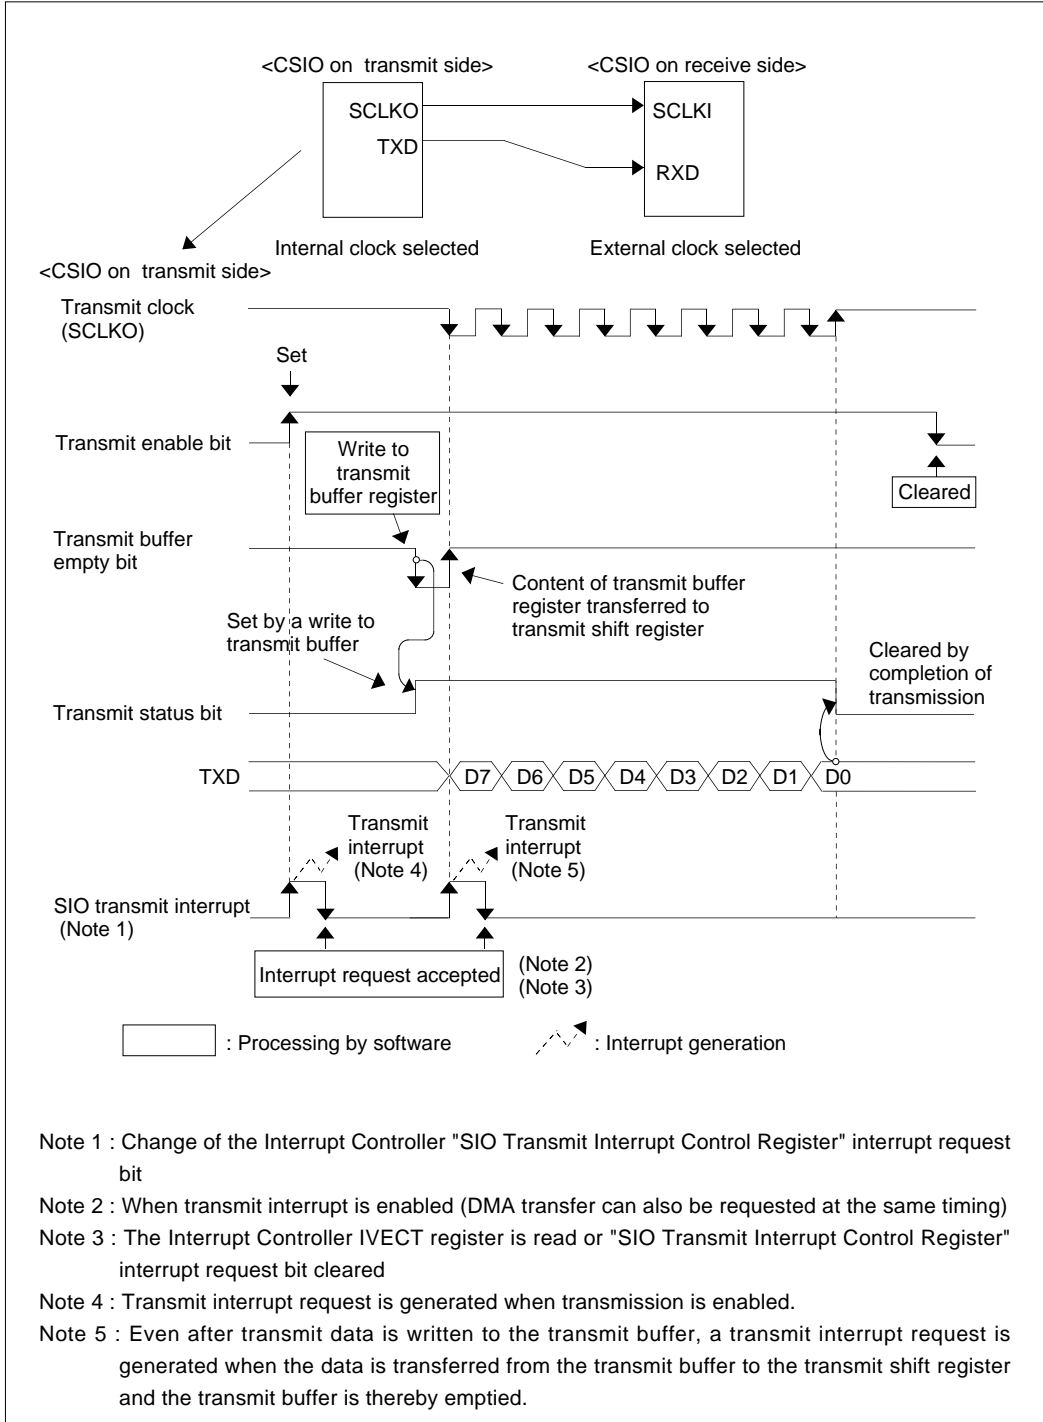 <CSIO on transmit side>
<CSIO on receive side>
SCLKO
SCLKI
TXD
RXD
Internal clock selected
External clock selected
<CSIO on transmit side>
Transmit clock
(SCLKO)
Set
Transmit enable bit
Write to
transmit
buffer register
Cleared
Transmit buffer
empty bit
Content of transmit buffer
register transferred to
transmit shift register
Set by a write to
transmit buffer
Cleared by
completion of
transmission
Transmit status bit
TXD
D7 D6 D5 D4 D3 D2 D1 D0
Transmit
interrupt
(Note 4)
Transmit
interrupt
(Note 5)
SIO transmit interrupt
(Note 1)
Interrupt request accepted
(Note 2)
(Note 3)
: Processing by software
: Interrupt generation
Note 1 : Change of the Interrupt Controller "SIO Transmit Interrupt Control Register" interrupt request
bit
Note 2 : When transmit interrupt is enabled (DMA transfer can also be requested at the same timing)
Note 3 : The Interrupt Controller IVECT register is read or "SIO Transmit Interrupt Control Register"
interrupt request bit cleared
Note 4 : Transmit interrupt request is generated when transmission is enabled.
Note 5 : Even after transmit data is written to the transmit buffer, a transmit interrupt request is
generated when the data is transferred from the transmit buffer to the transmit shift register
and the transmit buffer is thereby emptied.